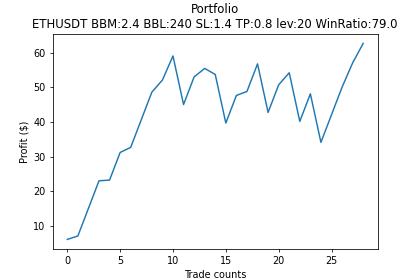 Portfolio
ETHUSDT BBM:2.4 BBL:240 SL:1.4 TP:0.8 lev:20 WinRatio:79.0
60
50
40
30
20
10
Profit ($)
0 5 10 15 20 25
Trade counts